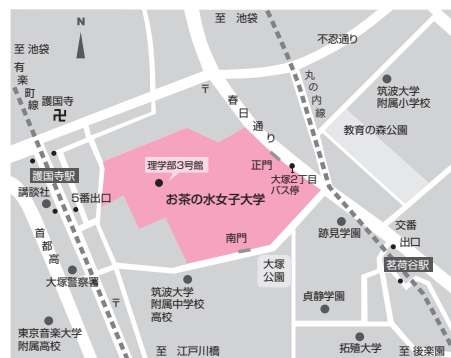 N
至 池袋
至 池袋
不忍通り
有楽町線
丸の内線
春日通り
〒
護国寺
卍
筑波大学
附属小学校
教育の森公園
理学部3号館
正門
護国寺駅
大塚2丁目
バス停
お茶の水女子大学
講談社
5番出口
首都高
南門
跡見学園
交番
出口
大塚
公園
茗荷谷駅
大塚警察署
〒
筑波大学
附属中学校
高校
貞静学園
東京音楽大学
附属高校
拓殖大学
至 江戸川橋
至 後楽園